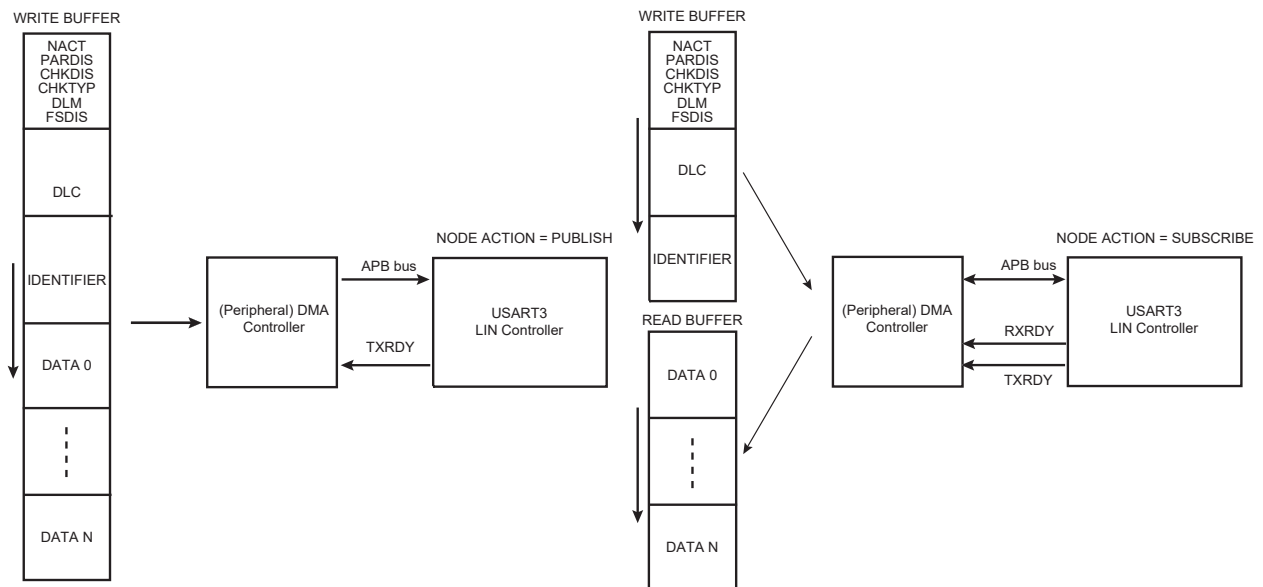 WRITE BUFFER
NACT
PARDIS
CHKDIS
CHKTYP
DLM
FSDIS
DLC
IDENTIFIER
DATA 0
DATA N
(Peripheral) DMA
Controller
APB bus
TXRDY
NODE ACTION = PUBLISH
USART3
LIN Controller
WRITE BUFFER
NACT
PARDIS
CHKDIS
CHKTYP
DLM
FSDIS
DLC
IDENTIFIER
READ BUFFER
DATA 0
DATA N
(Peripheral) DMA
Controller
APB bus
RXRDY
TXRDY
NODE ACTION = SUBSCRIBE
USART3
LIN Controller